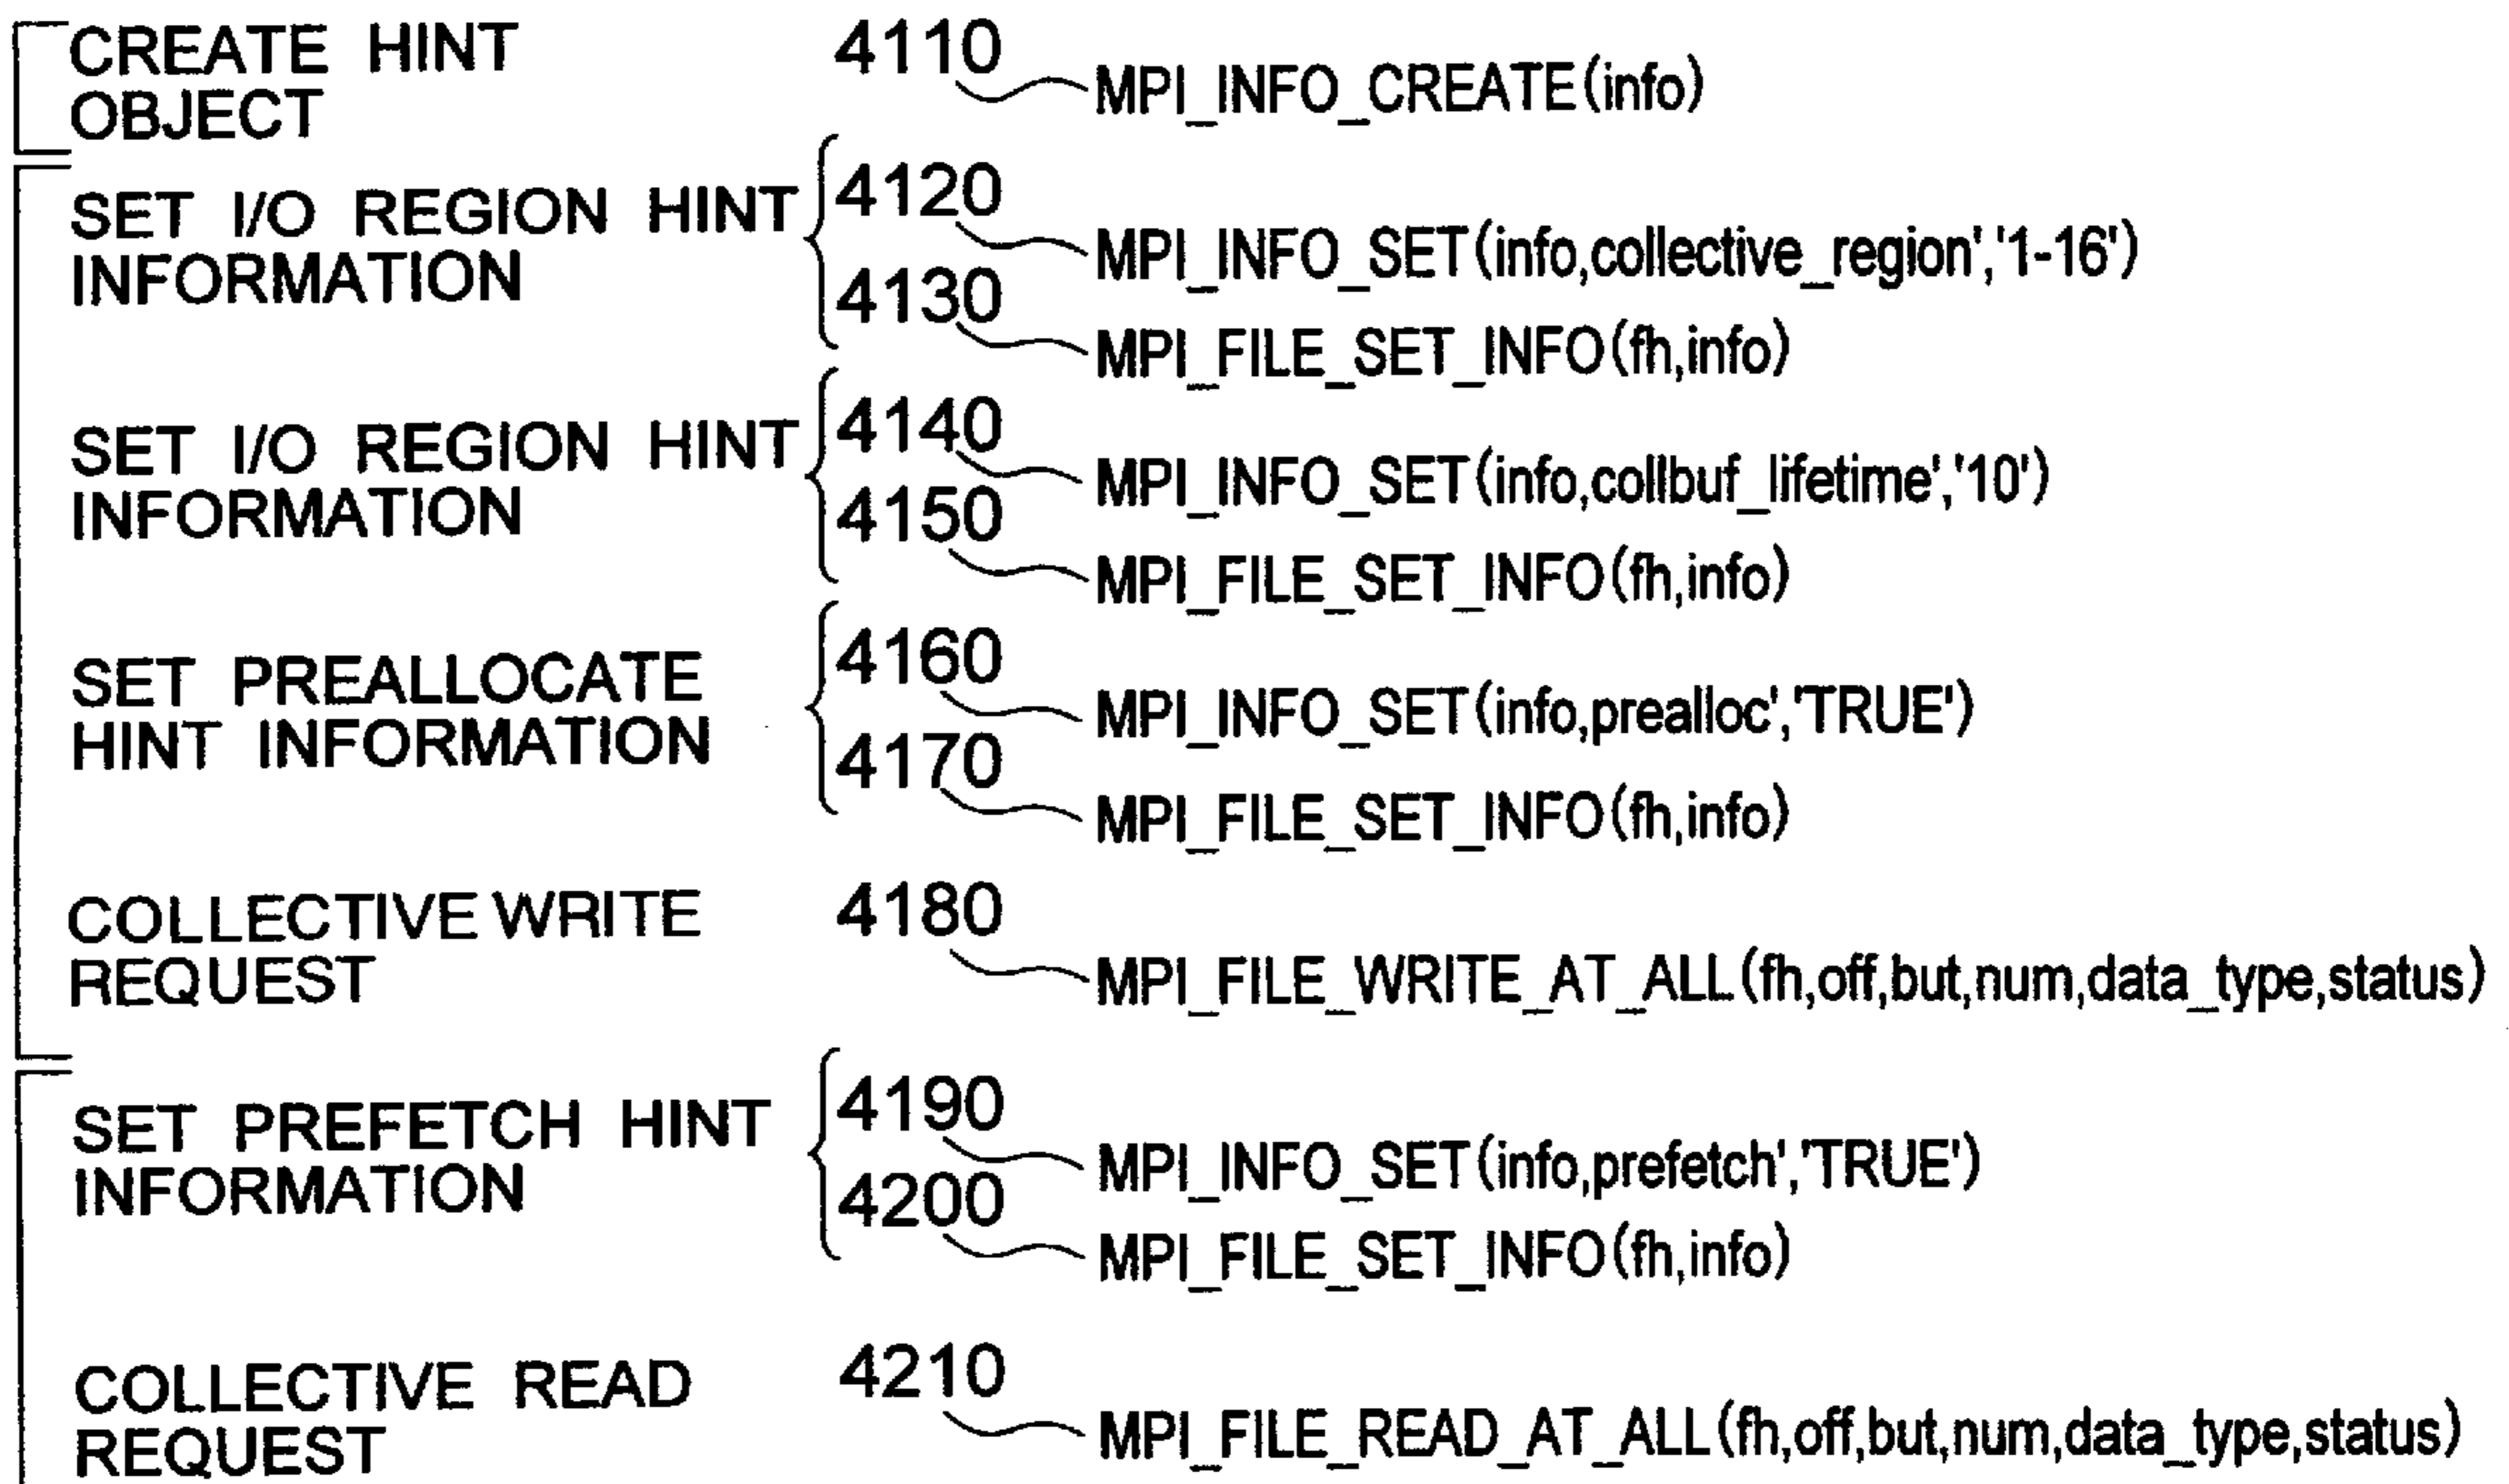 CREATE HINT
OBJECT
4110
MPI_INFO_CREATE(info)
SET I/O REGION HINT
INFORMATION
4120
MPI_INFO_SET(info,collective_region','1-16')
4130
MPI_FILE_SET_INFO(fh,info)
SET I/O REGION HINT
INFORMATION
4140
MPI_INFO_SET(info,collbuf_lifetime','10')
4150
MPI_FILE_SET_INFO(fh,info)
SET PREALLOCATE
HINT INFORMATION
4160
MPI_INFO_SET(info,prealloc','TRUE')
4170
MPI_FILE_SET_INFO(fh,info)
COLLECTIVE WRITE
REQUEST
4180
MPI_FILE_WRITE_AT_ALL(fh,off,but,num,data_type,status)
SET PREFETCH HINT
INFORMATION
4190
MPI_INFO_SET(info,prefetch','TRUE')
4200
MPI_FILE_SET_INFO(fh,info)
COLLECTIVE READ
REQUEST
4210
MPI_FILE_READ_AT_ALL(fh,off,but,num,data_type,status)